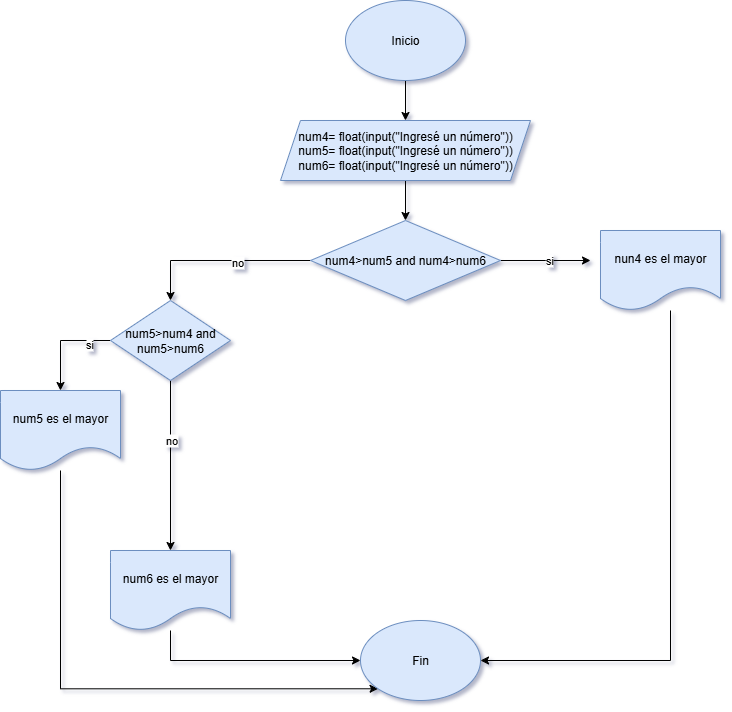 Inicio
num4= float(input("Ingresé un número"))
num5= float(input("Ingresé un número"))
num6= float(input("Ingresé un número"))
num4>num5 and num4>num6
no
si
nun4 es el mayor
num5>num4 and
num5>num6
si
num5 es el mayor
no
num6 es el mayor
Fin